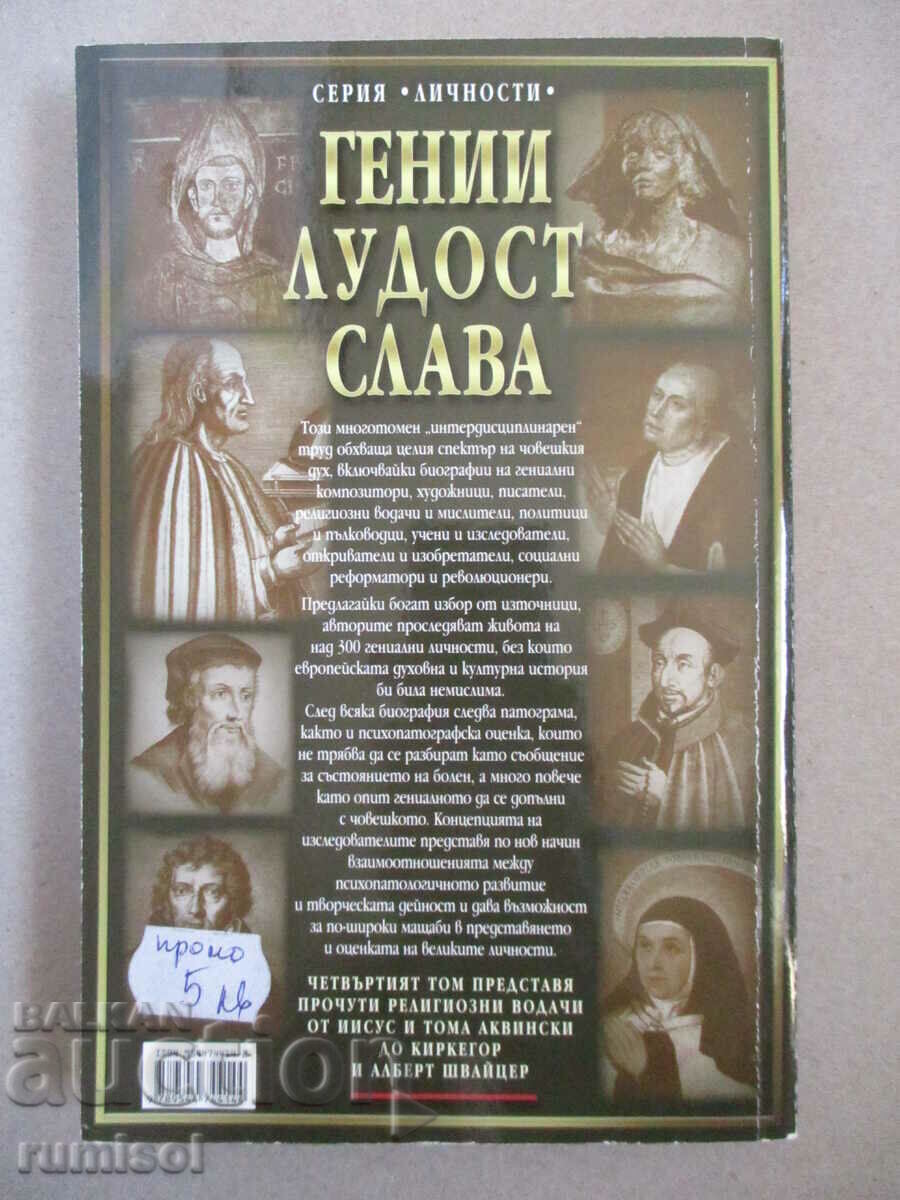 СЕРИЯ • ЛИЧНОСТИ •
ГЕНИИ
ЛУДОСТ
СЛАВА
Този многотомен „интердисциплинарен“
труд обхваща целия спектър на човешкия
дух, включвайки биографии на гениални
композитори, художници, писатели,
религиозни водачи и мислители, политици
и пълководци, учени и изследователи,
откриватели и изобретатели, социални
реформатори и революционери.
Предлагайки богат избор от източници,
авторите проследяват живота на
над 300 гениални личности, без които
европейската духовна и културна история
би била немислима.
След всяка биография следва патограма,
както и психопатографска оценка, които
не трябва да се разбират като съобщение
за състоянието на болен, а много повече
като опит гениалното да се допълни
с човешкото. Концепцията на
изследователите представя по нов начин
взаимоотношенията между
психопатологичното развитие
и творческата дейност и дава възможност
за по-широки мащаби в представянето
и оценката на великите личности.
ЧЕТВЪРТИЯТ ТОМ ПРЕДСТАВЯ
ПРОЧУТИ РЕЛИГИОЗНИ ВОДАЧИ
ОТ ИИСУС И ТОМА АКВИНСКИ
ДО КИРКЕГОР
И АЛБЕРТ ШВАЙЦЕР
промо
5 лв
BALKAN
auction
rumisol